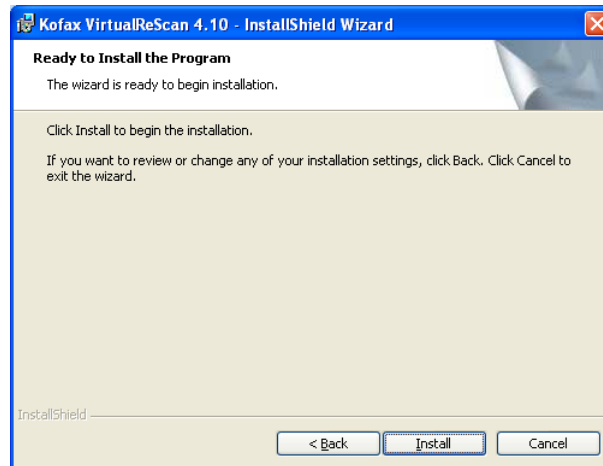 Kofax VirtualReScan 4.10 - InstallShield Wizard
Ready to Install the Program
The wizard is ready to begin installation.
Click Install to begin the installation.
If you want to review or change any of your installation settings, click Back. Click Cancel to
exit the wizard.
InstallShield
< Back Install Cancel